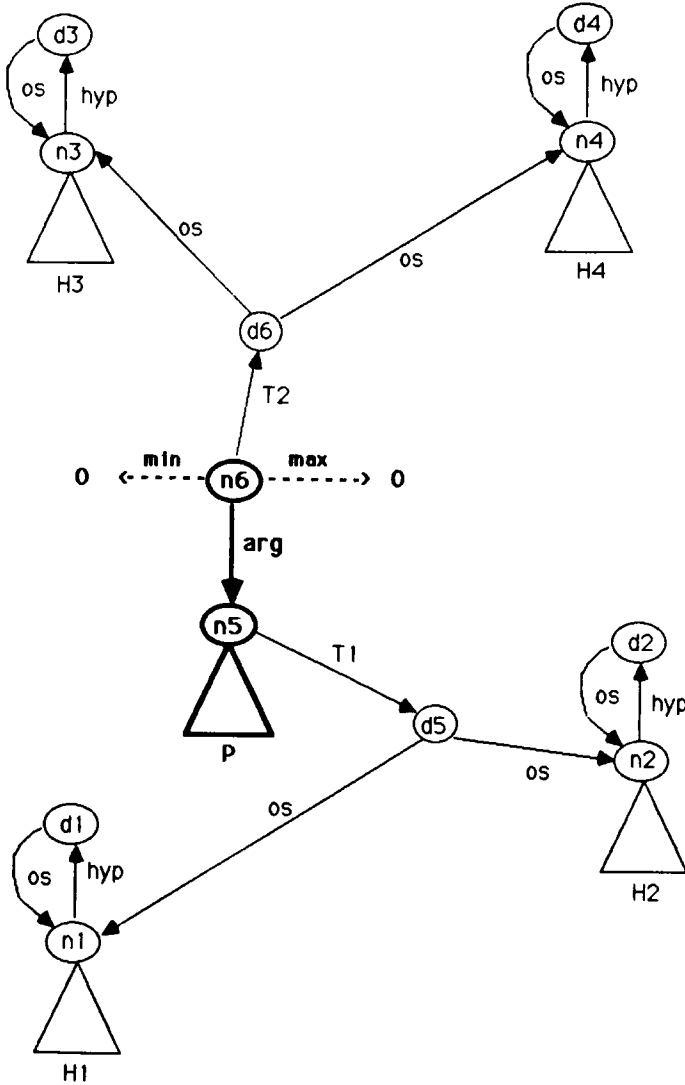 d3
d4
os
hyp
os
hyp
n3
n4
H3
H4
os
os
d6
T2
0 min n6 max 0
arg
n5
T1
P
d5
d2
os
hyp
n2
os
H2
os
d1
os
hyp
n1
H1